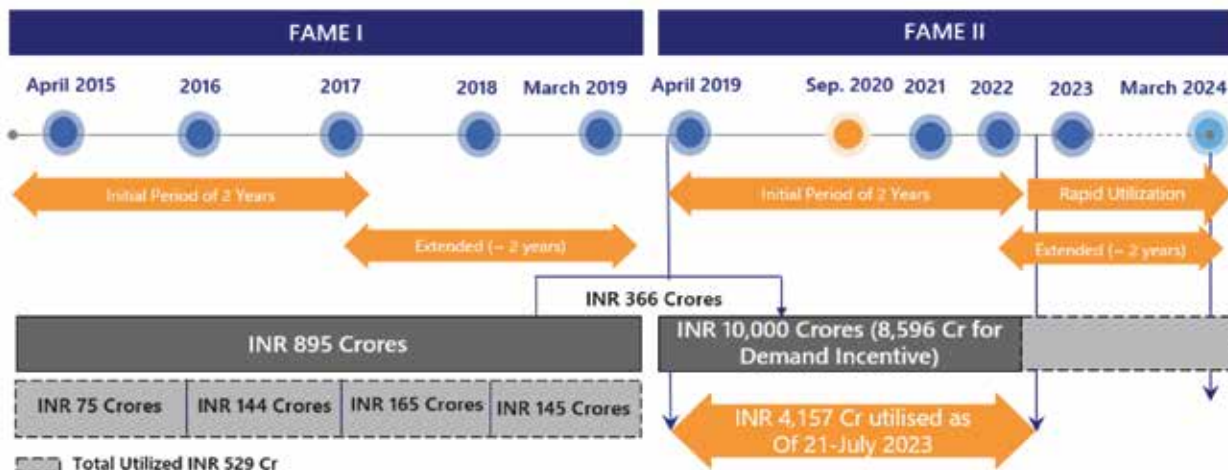 FAME I
FAME II
April 2015
2016
2017
2018
March 2019
April 2019
Sep. 2020
2021
2022
2023
March 2024
Initial Period of 2 Years
Initial Period of 2 Years
Rapid Utilization
Extended (~ 2 years)
Extended (~ 2 years)
INR 366 Crores
INR 895 Crores
INR 10,000 Crores (8,596 Cr for
Demand Incentive)
INR 75 Crores
INR 144 Crores
INR 165 Crores
INR 145 Crores
INR 4,157 Cr utilised as
Of 21-July 2023
Total Utilized INR 529 Cr